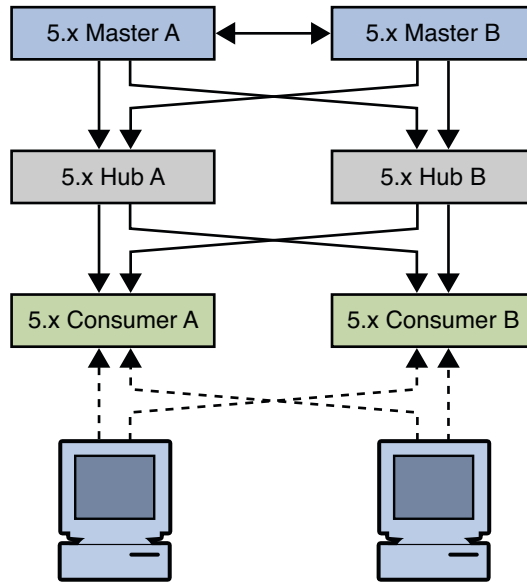 5.x Master A
5.x Master B
5.x Hub A
5.x Hub B
5.x Consumer A
5.x Consumer B